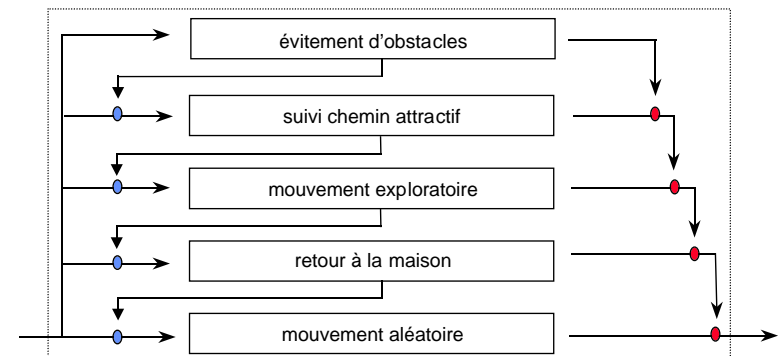 évitement d'obstacles
suivi chemin attractif
mouvement exploratoire
retour à la maison
mouvement aléatoire